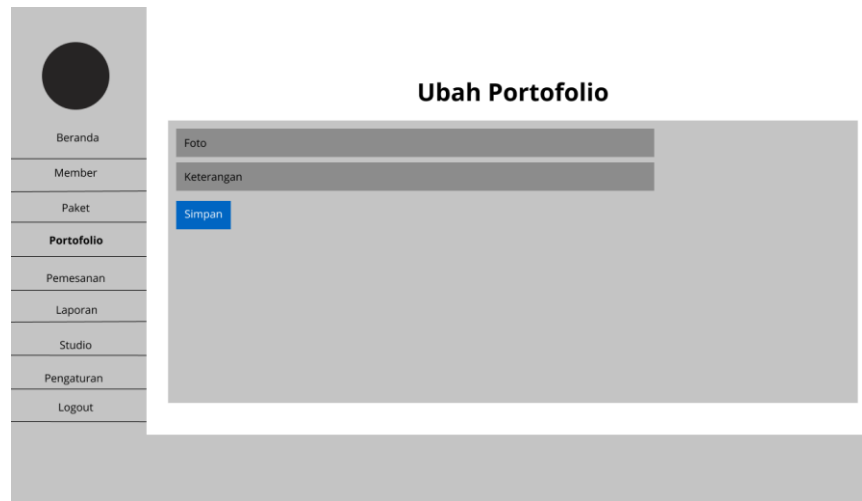 Ubah Portofolio
Beranda
Member
Paket
Portofolio
Pemesanan
Laporan
Studio
Pengaturan
Logout
Foto
Keterangan
Simpan